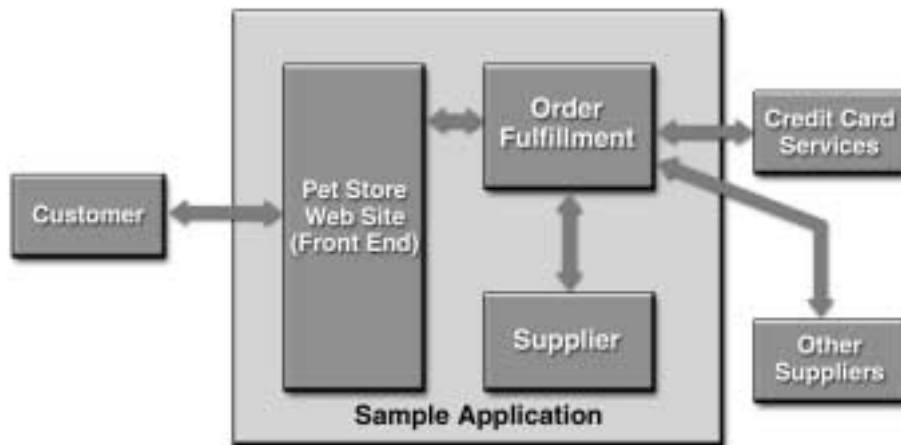 Order
Fulfillment
Credit Card
Services
Customer
Pet Store
Web Site
(Front End)
Supplier
Other
Suppliers
Sample Application